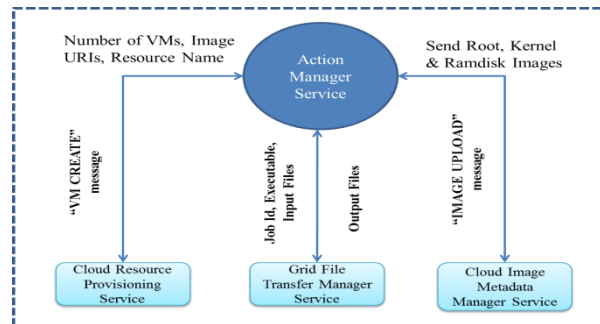 Number of VMs, Image
URIs, Resource Name
Action
Manager
Service
Send Root, Kernel
& Ramdisk Images
“VM CREATE”
message
Job Id, Executable,
Input Files
Output Files
“IMAGE UPLOAD”
message
Cloud Resource
Provisioning
Service
Grid File
Transfer Manager
Service
Cloud Image
Metadata
Manager Service